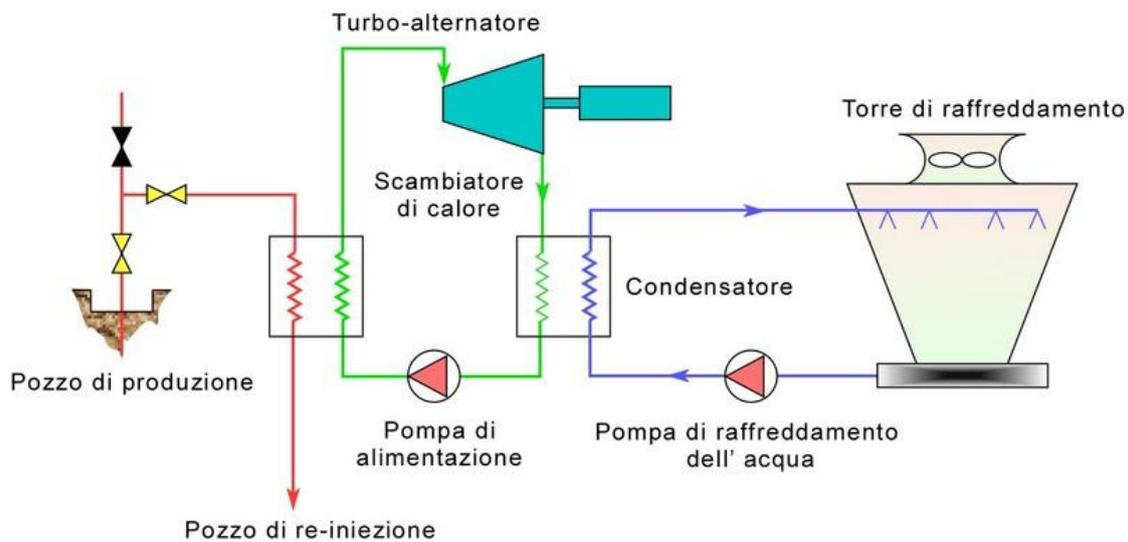 Turbo-alternatore
Torre di raffreddamento
Scambiatore
di calore
Condensatore
Pozzo di produzione
Pompa di
alimentazione
Pompa di raffreddamento
dell' acqua
Pozzo di re-iniezione